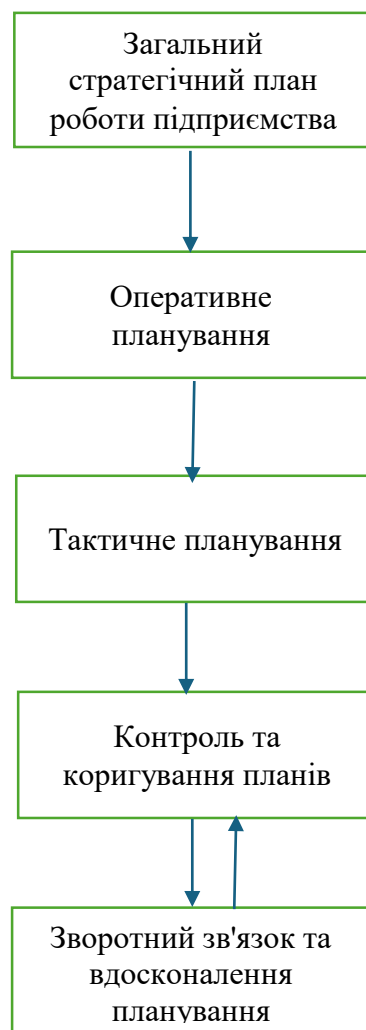 Загальний
стратегічний план
роботи підприємства
Оперативне
планування
Тактичне планування
Контроль та
коригування планів
Зворотний зв'язок та
вдосконалення
планування